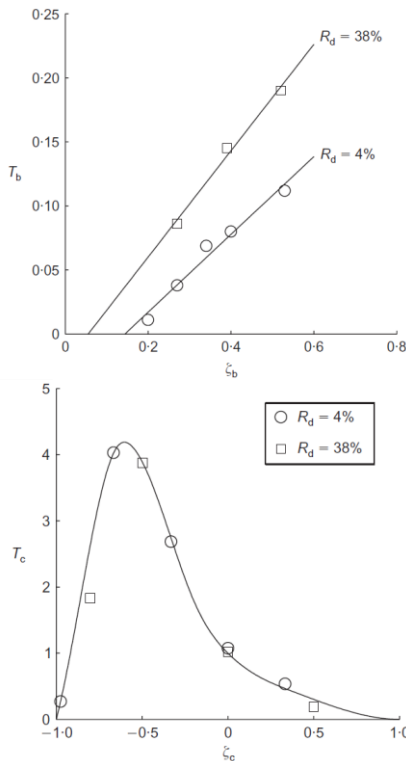 0·25
R_d = 38%
0·20
0·15
T_b
R_d = 4%
0·10
0·05
0
0 0·2 0·4 0·6 0·8
ζ_b
5
○ R_d = 4%
□ R_d = 38%
4
3
T_c
2
1
0
−1·0 −0·5 0 0·5 1·0
ζ_c